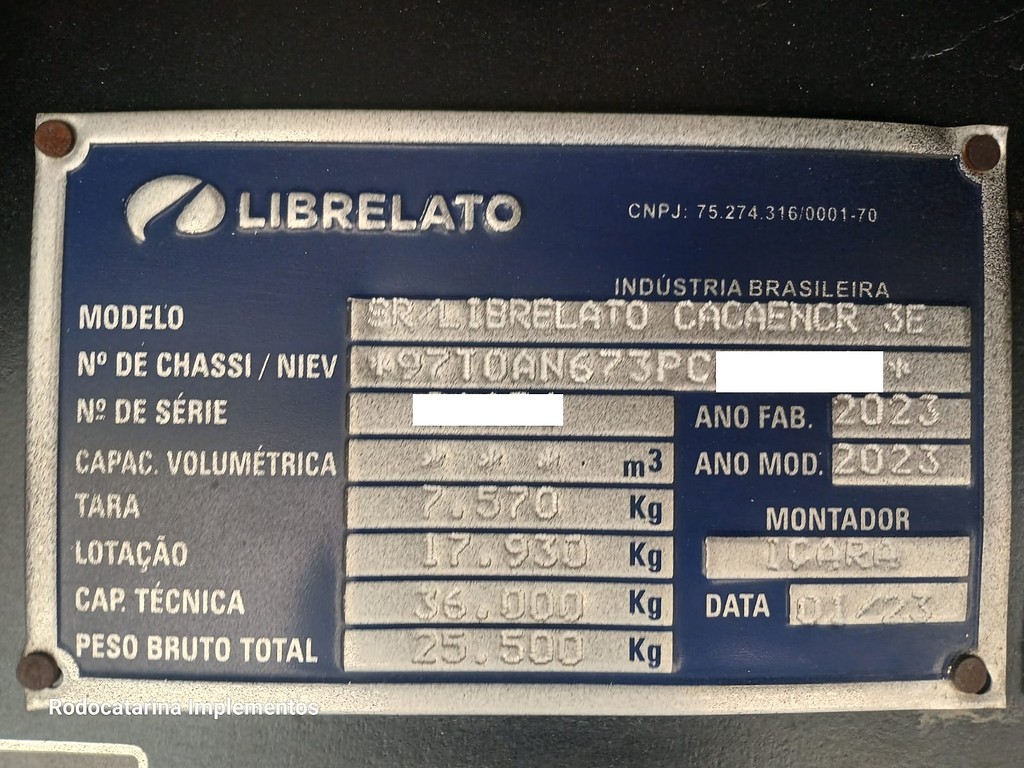 LIBRELATO
CNPJ: 75.274.316/0001-70
INDÚSTRIA BRASILEIRA
MODELO SR/LIBRELATO CACAENCR 3E
Nº DE CHASSI / NIEV *97T0AN673PC *
Nº DE SÉRIE
ANO FAB. 2023
CAPAC. VOLUMÉTRICA * * * m3
ANO MOD. 2023
TARA 7.570 Kg
MONTADOR
LOTAÇÃO 17.930 Kg
IÇARA
CAP. TÉCNICA 36.000 Kg
DATA 01/23
PESO BRUTO TOTAL 25.500 Kg
Rodocatarina Implementos